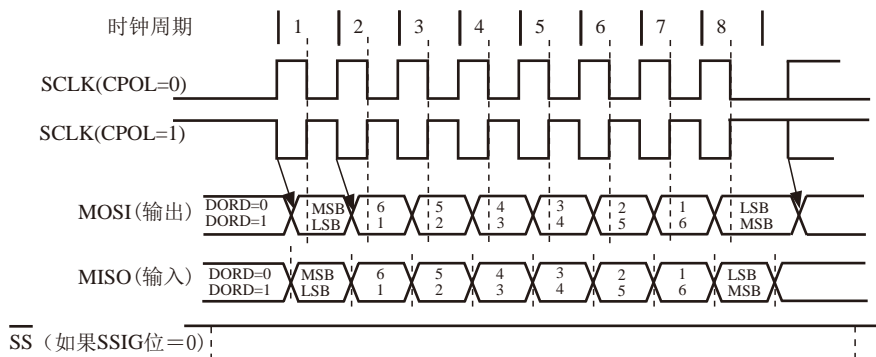 时钟周期 1 2 3 4 5 6 7 8
SCLK(CPOL=0)
SCLK(CPOL=1)
MOSI(输出)
DORD=0 MSB 6 5 4 3 2 1 LSB
DORD=1 LSB 1 2 3 4 5 6 MSB
MISO(输入)
DORD=0 MSB 6 5 4 3 2 1 LSB
DORD=1 LSB 1 2 3 4 5 6 MSB
SS（如果SSIG位＝0）